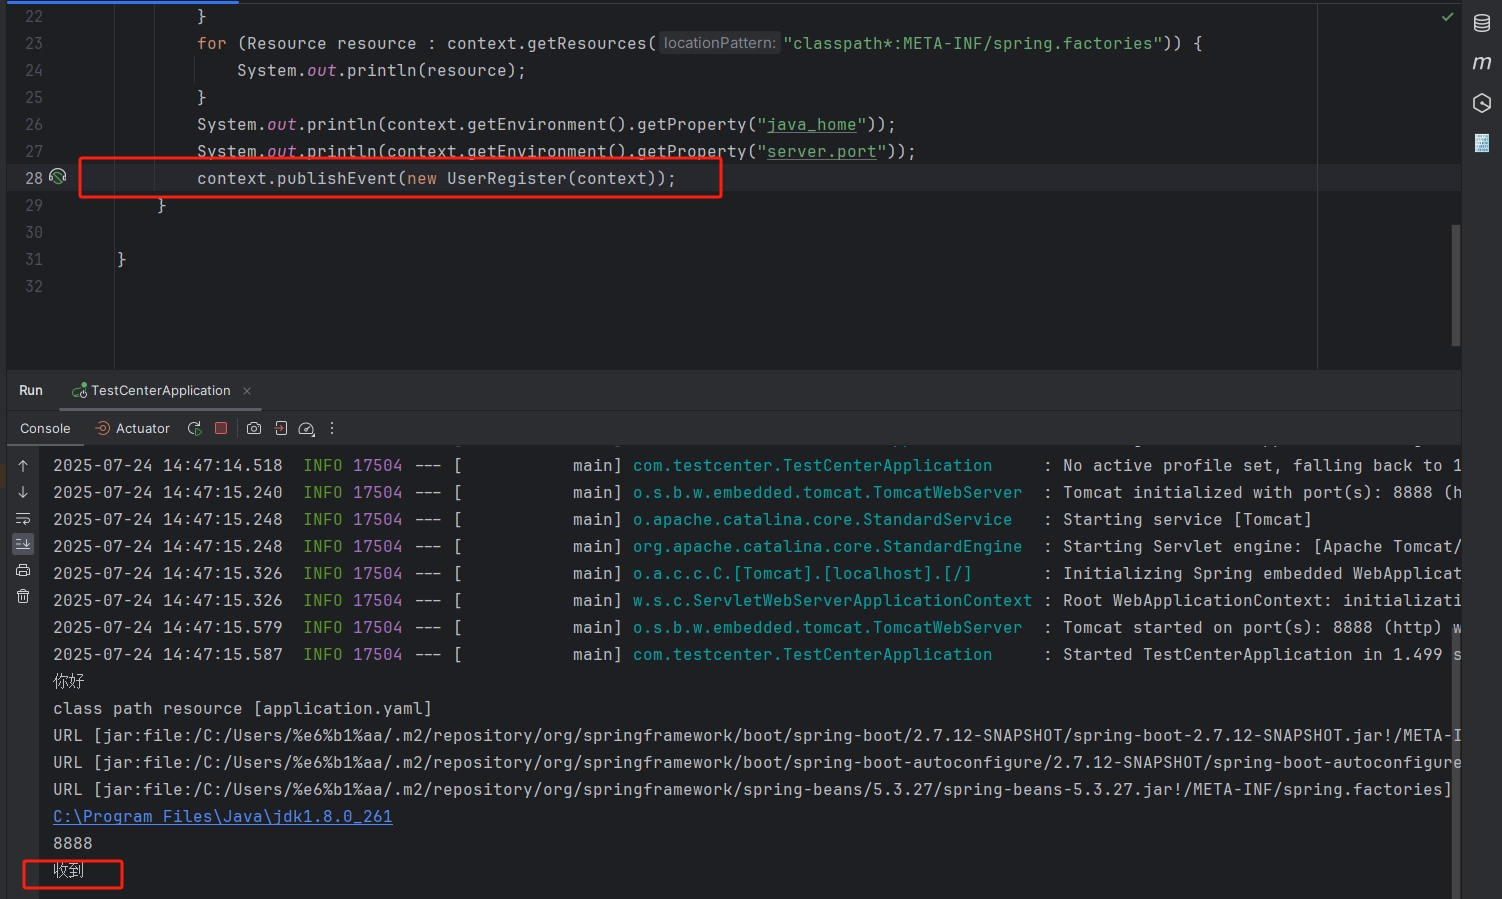 22 }
23 for (Resource resource : context.getResources( locationPattern: "classpath*:META-INF/spring.factories")) {
24 System.out.println(resource);
25 }
26 System.out.println(context.getEnvironment().getProperty("java_home"));
27 System.out.println(context.getEnvironment().getProperty("server.port"));
28 context.publishEvent(new UserRegister(context));
29 }
30
31 }
32
m
Run TestCenterApplication ×
Console Actuator
2025-07-24 14:47:14.518 INFO 17504 --- [ main] com.testcenter.TestCenterApplication : No active profile set, falling back to 1
2025-07-24 14:47:15.240 INFO 17504 --- [ main] o.s.b.w.embedded.tomcat.TomcatWebServer : Tomcat initialized with port(s): 8888 (h
2025-07-24 14:47:15.248 INFO 17504 --- [ main] o.apache.catalina.core.StandardService : Starting service [Tomcat]
2025-07-24 14:47:15.248 INFO 17504 --- [ main] org.apache.catalina.core.StandardEngine : Starting Servlet engine: [Apache Tomcat/
2025-07-24 14:47:15.326 INFO 17504 --- [ main] o.a.c.c.C.[Tomcat].[localhost].[/] : Initializing Spring embedded WebApplicat
2025-07-24 14:47:15.326 INFO 17504 --- [ main] w.s.c.ServletWebServerApplicationContext : Root WebApplicationContext: initializati
2025-07-24 14:47:15.579 INFO 17504 --- [ main] o.s.b.w.embedded.tomcat.TomcatWebServer : Tomcat started on port(s): 8888 (http) w
2025-07-24 14:47:15.587 INFO 17504 --- [ main] com.testcenter.TestCenterApplication : Started TestCenterApplication in 1.499 s
你好
class path resource [application.yaml]
URL [jar:file:/C:/Users/%e6%b1%aa/.m2/repository/org/springframework/boot/spring-boot/2.7.12-SNAPSHOT/spring-boot-2.7.12-SNAPSHOT.jar!/META-I
URL [jar:file:/C:/Users/%e6%b1%aa/.m2/repository/org/springframework/boot/spring-boot-autoconfigure/2.7.12-SNAPSHOT/spring-boot-autoconfigure
URL [jar:file:/C:/Users/%e6%b1%aa/.m2/repository/org/springframework/spring-beans/5.3.27/spring-beans-5.3.27.jar!/META-INF/spring.factories]
C:\Program Files\Java\jdk1.8.0_261
8888
收到